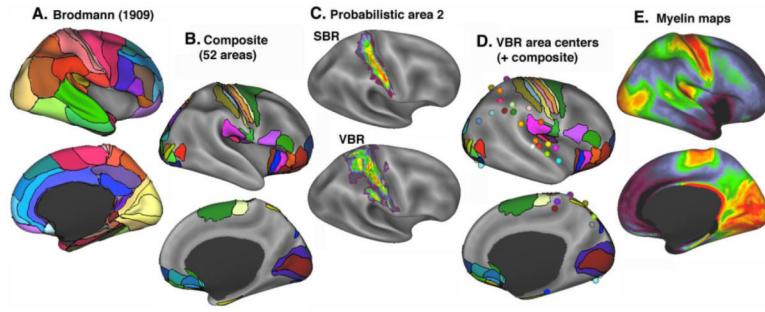 A. Brodmann (1909)
B. Composite
(52 areas)
C. Probabilistic area 2
SBR
VBR
D. VBR area centers
(+ composite)
E. Myelin maps